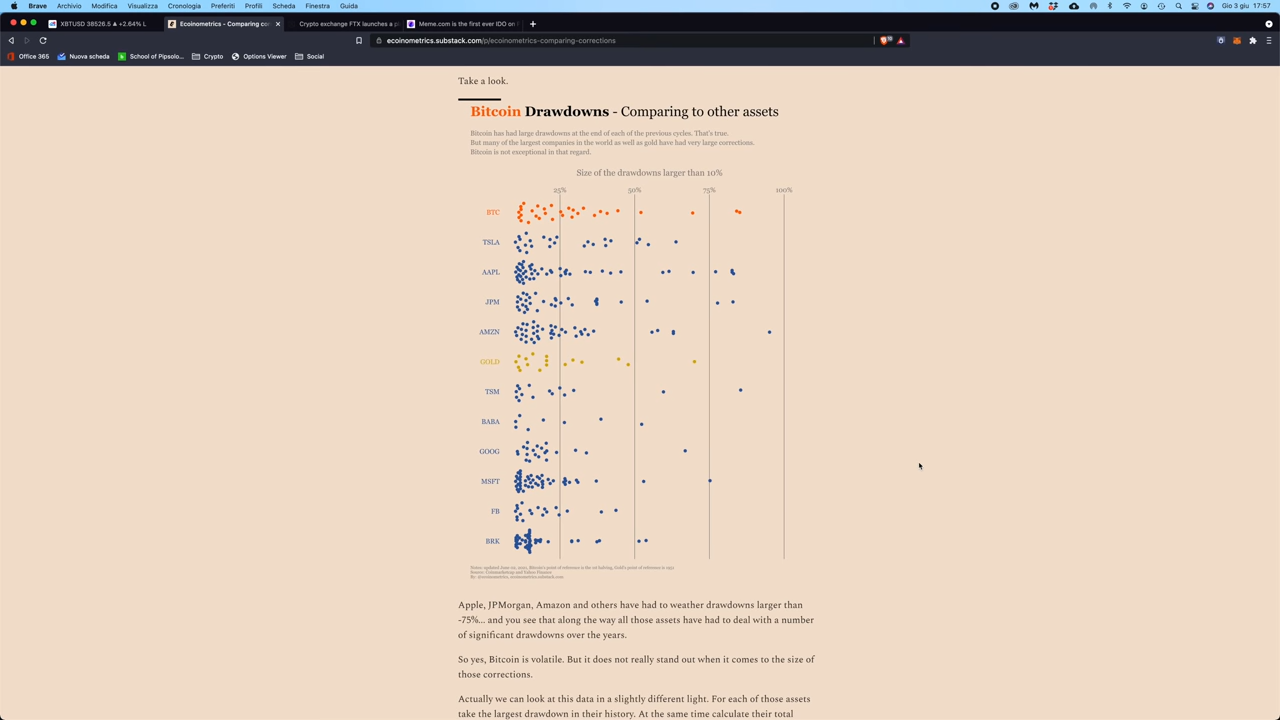 Brave Archivio Modifica Visualizza Cronologia Preferiti Profili Scheda Finestra Guida
Gio 3 giu 17:57
XBTUSD 38526.5 ▲ +2.64% L
Ecoinometrics - Comparing co
Crypto exchange FTX launches a p
Meme.com is the first ever IDO on
ecoinometrics.substack.com/p/ecoinometrics-comparing-corrections
Office 365 Nuova scheda School of Pipsolo... Crypto Options Viewer Social
Take a look.
Bitcoin Drawdowns - Comparing to other assets
Bitcoin has had large drawdowns at the end of each of the previous cycles. That's true.
But many of the largest companies in the world as well as gold have had very large corrections.
Bitcoin is not exceptional in that regard.
Size of the drawdowns larger than 10%
25% 50% 75% 100%
BTC
TSLA
AAPL
JPM
AMZN
GOLD
TSM
BABA
GOOG
MSFT
FB
BRK
By: @ecoinometrics, ecoinometrics.substack.com
Apple, JPMorgan, Amazon and others have had to weather drawdowns larger than
-75%... and you see that along the way all those assets have had to deal with a number
of significant drawdowns over the years.
So yes, Bitcoin is volatile. But it does not really stand out when it comes to the size of
those corrections.
Actually we can look at this data in a slightly different light. For each of those assets
take the largest drawdown in their history. At the same time calculate their total